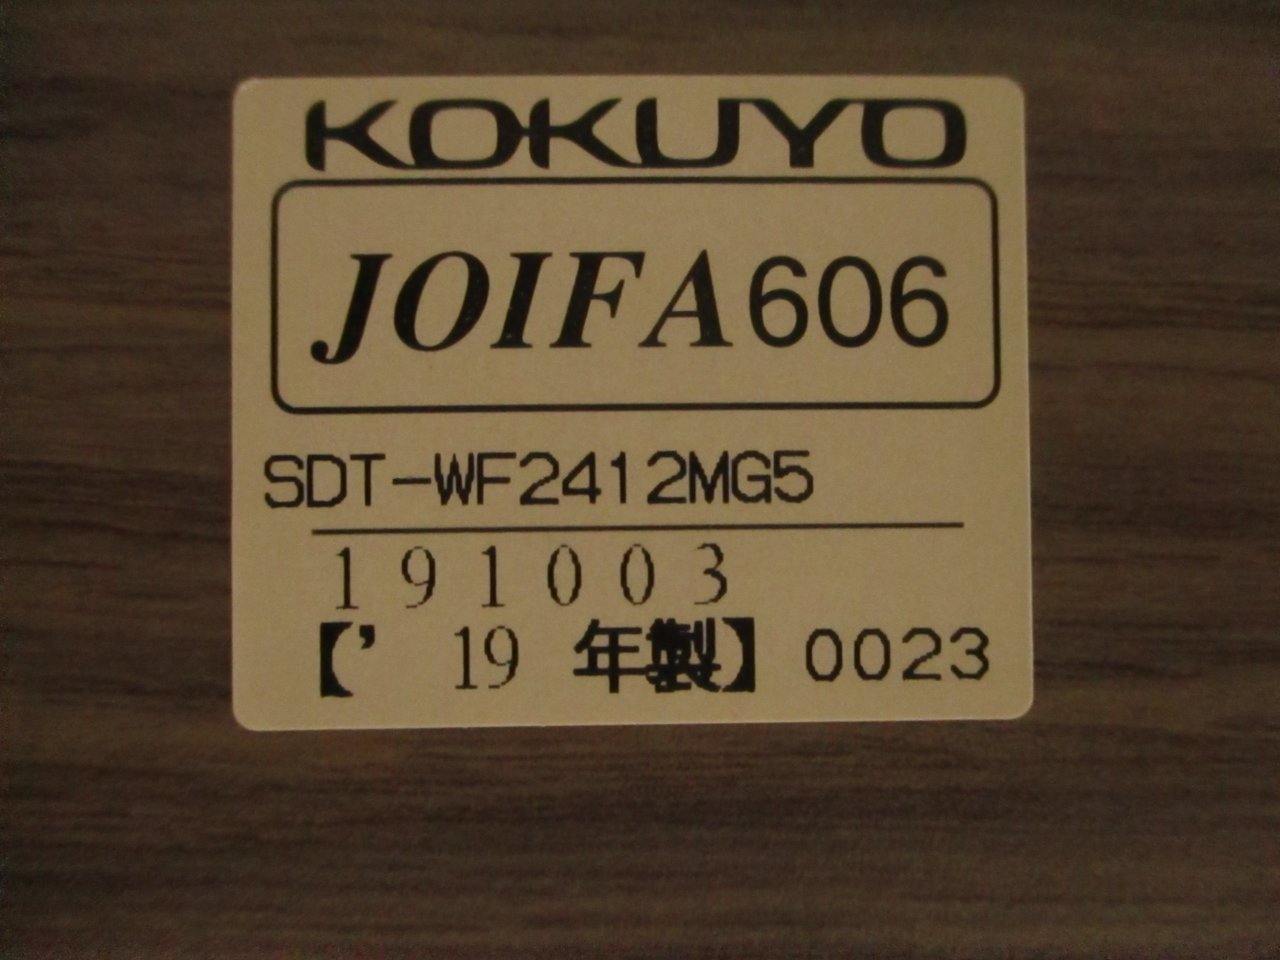 KOKUYO
JOIFA606
SDT-WF2412MG5
191003
【’ 19 年製】 0023